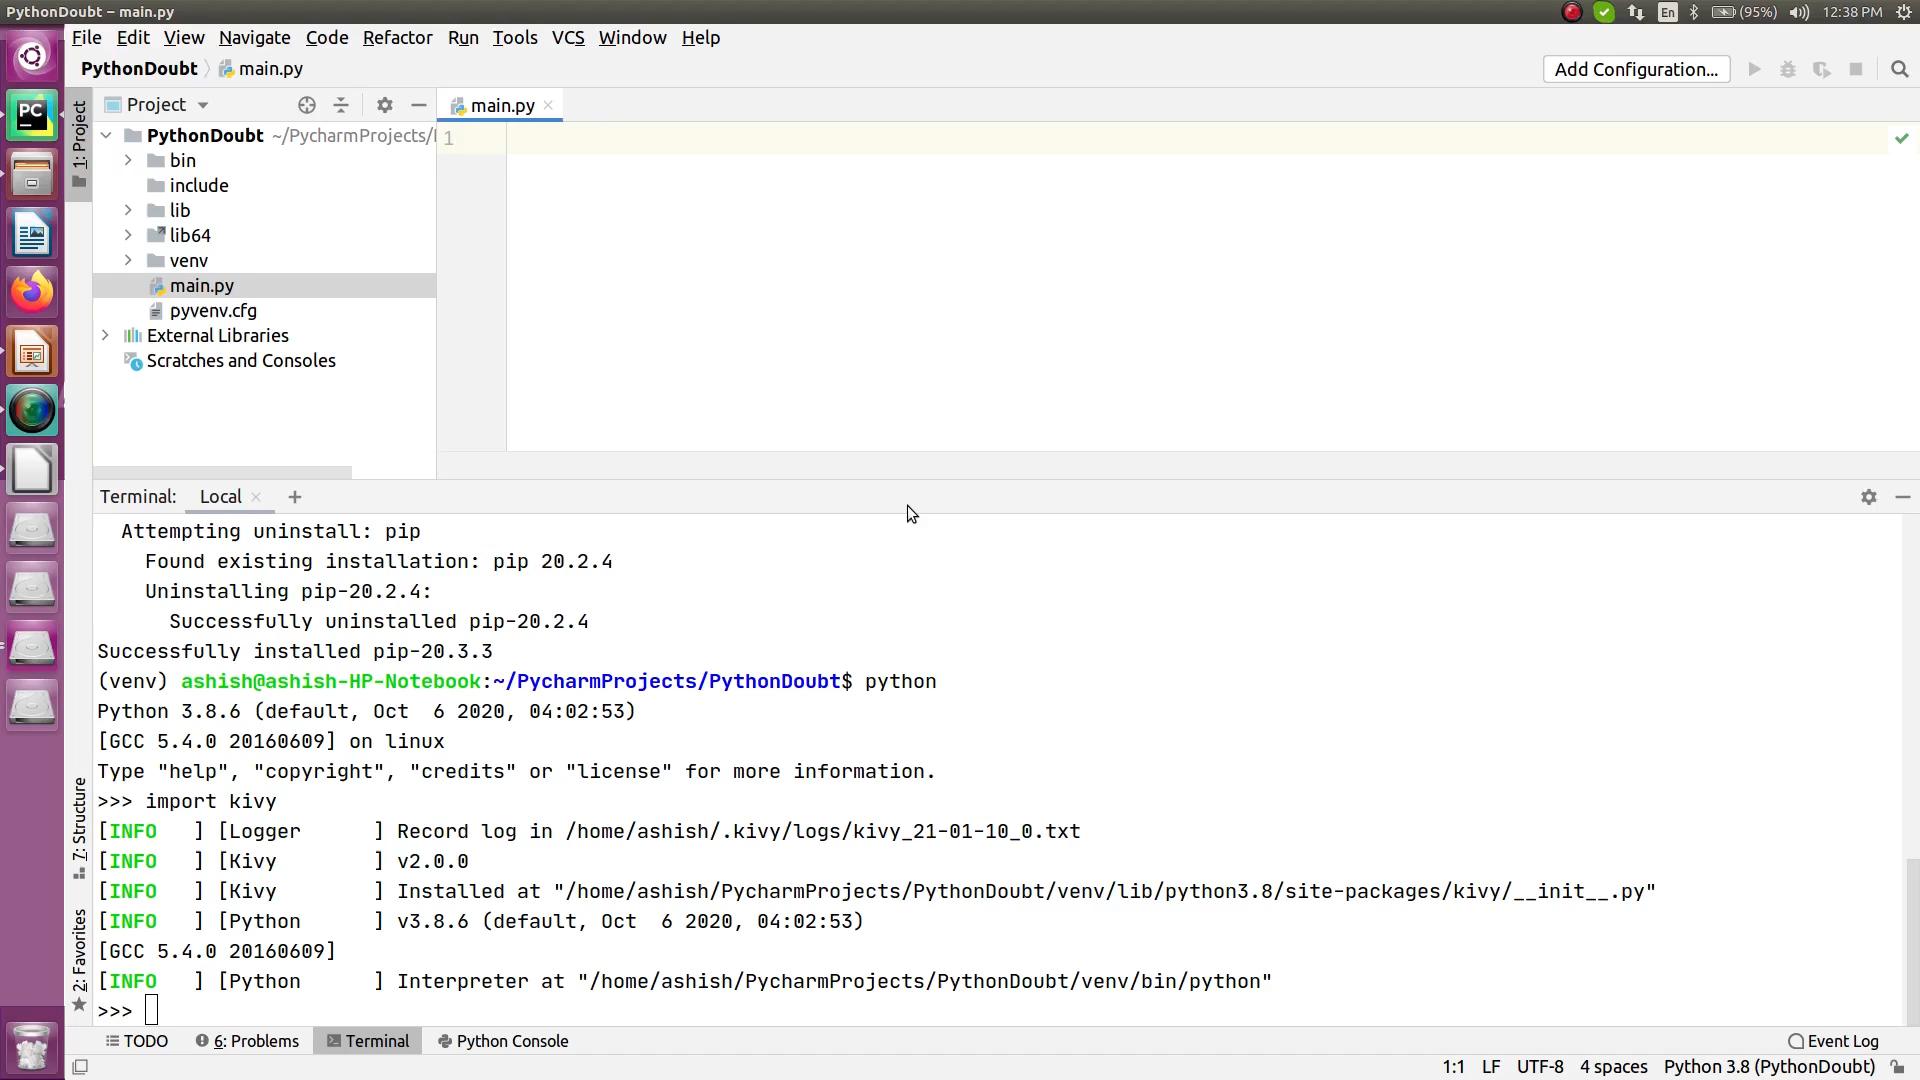 PythonDoubt – main.py
En
(95%)
12:38 PM
File Edit View Navigate Code Refactor Run Tools VCS Window Help
PythonDoubt
main.py
Add Configuration...
PC
1: Project
Project
main.py
PythonDoubt ~/PycharmProjects/
1
bin
include
lib
lib64
venv
main.py
pyvenv.cfg
External Libraries
Scratches and Consoles
Terminal: Local +
Attempting uninstall: pip
Found existing installation: pip 20.2.4
Uninstalling pip-20.2.4:
Successfully uninstalled pip-20.2.4
Successfully installed pip-20.3.3
(venv) ashish@ashish-HP-Notebook:~/PycharmProjects/PythonDoubt$ python
Python 3.8.6 (default, Oct  6 2020, 04:02:53)
[GCC 5.4.0 20160609] on linux
Type "help", "copyright", "credits" or "license" for more information.
>>> import kivy
[INFO   ] [Logger      ] Record log in /home/ashish/.kivy/logs/kivy_21-01-10_0.txt
[INFO   ] [Kivy        ] v2.0.0
[INFO   ] [Kivy        ] Installed at "/home/ashish/PycharmProjects/PythonDoubt/venv/lib/python3.8/site-packages/kivy/__init__.py"
[INFO   ] [Python      ] v3.8.6 (default, Oct  6 2020, 04:02:53)
[GCC 5.4.0 20160609]
[INFO   ] [Python      ] Interpreter at "/home/ashish/PycharmProjects/PythonDoubt/venv/bin/python"
>>>
7: Structure
2: Favorites
TODO
6: Problems
Terminal
Python Console
Event Log
1:1 LF UTF-8 4 spaces Python 3.8 (PythonDoubt)